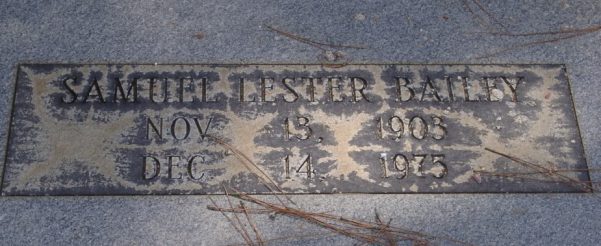 SAMUEL LESTER BAILEY
NOV. 13, 1903
DEC. 14, 1975